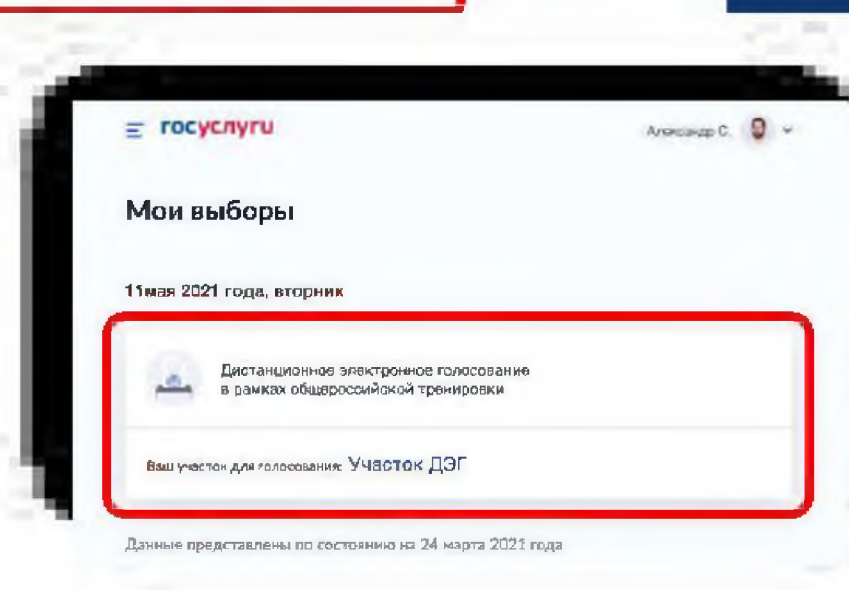 госуслуги
Александр С.
Мои выборы
11мая 2021 года, вторник
Дистанционное электронное голосование
в рамках общероссийской тренировки
Ваш участок для голосования: Участок ДЭГ
Данные представлены по состоянию на 24 марта 2021 года